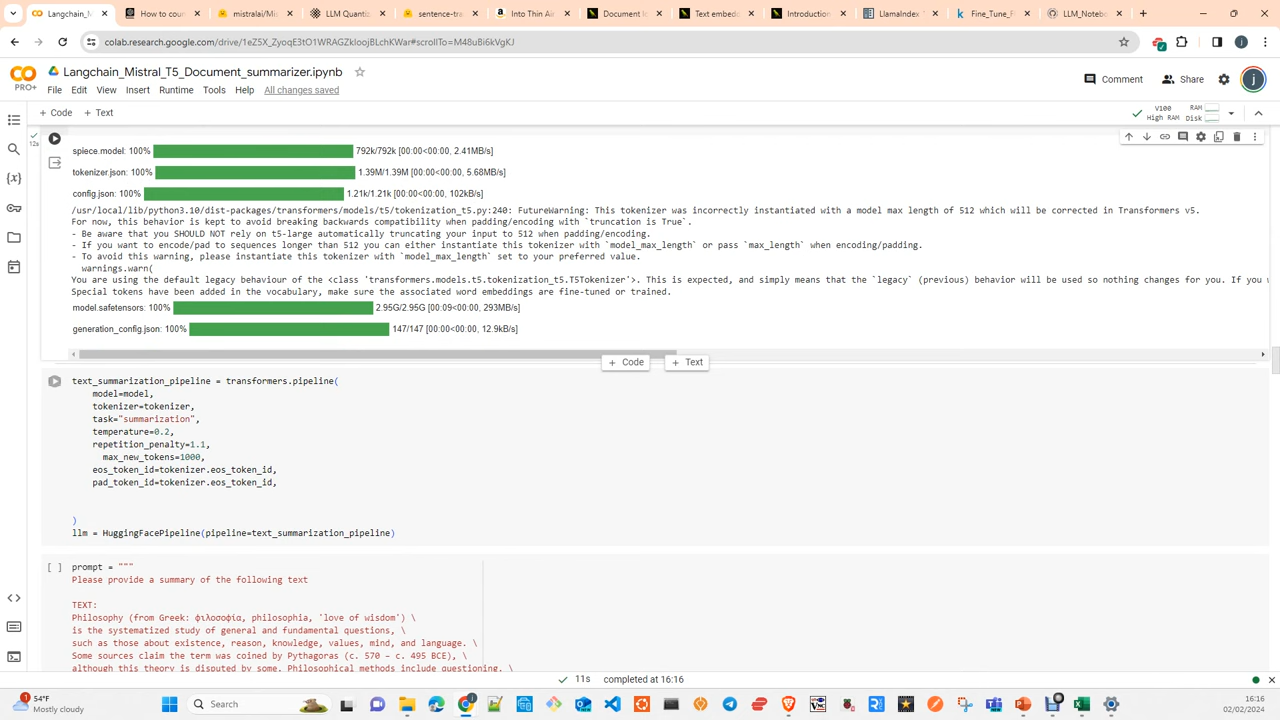 Langchain_Mistral_T5
How to cour
mistralai/Mist
LLM Quantiz
sentence-tra
Into Thin Air
Document l
Text embedd
Introduction
LlamaIndex
Fine_Tune_F
LLM_Noteb
colab.research.google.com/drive/1eZ5X_ZyoqE3tO1WRAGZkloojBLchKWar#scrollTo=M48uBi6kVgKJ
j
CO
PRO+
Langchain_Mistral_T5_Document_summarizer.ipynb
Comment
Share
j
File Edit View Insert Runtime Tools Help All changes saved
+ Code + Text
V100
High RAM
RAM
Disk
12s
spiece.model: 100% 792k/792k [00:00<00:00, 2.41MB/s]
tokenizer.json: 100% 1.39M/1.39M [00:00<00:00, 5.68MB/s]
config.json: 100% 1.21k/1.21k [00:00<00:00, 102kB/s]
/usr/local/lib/python3.10/dist-packages/transformers/models/t5/tokenization_t5.py:240: FutureWarning: This tokenizer was incorrectly instantiated with a model max length of 512 which will be corrected in Transformers v5.
For now, this behavior is kept to avoid breaking backwards compatibility when padding/encoding with `truncation is True`.
- Be aware that you SHOULD NOT rely on t5-large automatically truncating your input to 512 when padding/encoding.
- If you want to encode/pad to sequences longer than 512 you can either instantiate this tokenizer with `model_max_length` or pass `max_length` when encoding/padding.
- To avoid this warning, please instantiate this tokenizer with `model_max_length` set to your preferred value.
warnings.warn(
You are using the default legacy behaviour of the <class 'transformers.models.t5.tokenization_t5.T5Tokenizer'>. This is expected, and simply means that the `legacy` (previous) behavior will be used so nothing changes for you. If you w
Special tokens have been added in the vocabulary, make sure the associated word embeddings are fine-tuned or trained.
model.safetensors: 100% 2.95G/2.95G [00:09<00:00, 293MB/s]
generation_config.json: 100% 147/147 [00:00<00:00, 12.9kB/s]
+ Code + Text
text_summarization_pipeline = transformers.pipeline(
model=model,
tokenizer=tokenizer,
task="summarization",
temperature=0.2,
repetition_penalty=1.1,
max_new_tokens=1000,
eos_token_id=tokenizer.eos_token_id,
pad_token_id=tokenizer.eos_token_id,
)
llm = HuggingFacePipeline(pipeline=text_summarization_pipeline)
[ ] prompt = """
Please provide a summary of the following text
TEXT:
Philosophy (from Greek: φιλοσοφία, philosophia, 'love of wisdom') \
is the systematized study of general and fundamental questions, \
such as those about existence, reason, knowledge, values, mind, and language. \
Some sources claim the term was coined by Pythagoras (c. 570 – c. 495 BCE), \
although this theory is disputed by some. Philosophical methods include questioning, \
11s completed at 16:16
54°F
Mostly cloudy
Search
16:16
02/02/2024